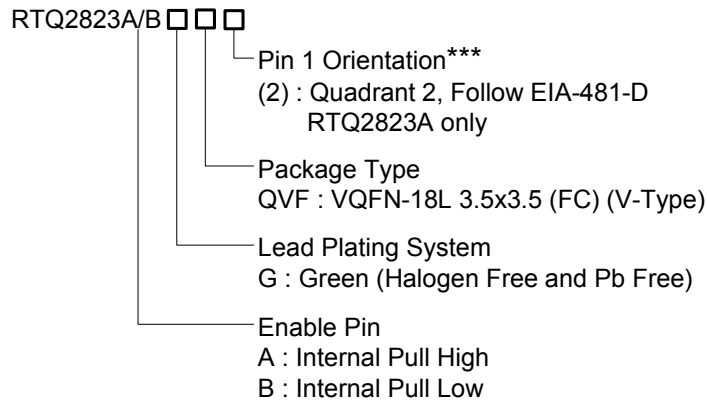 RTQ2823A/B □ □ □
Pin 1 Orientation***
(2) : Quadrant 2, Follow EIA-481-D
RTQ2823A only
Package Type
QVF : VQFN-18L 3.5x3.5 (FC) (V-Type)
Lead Plating System
G : Green (Halogen Free and Pb Free)
Enable Pin
A : Internal Pull High
B : Internal Pull Low